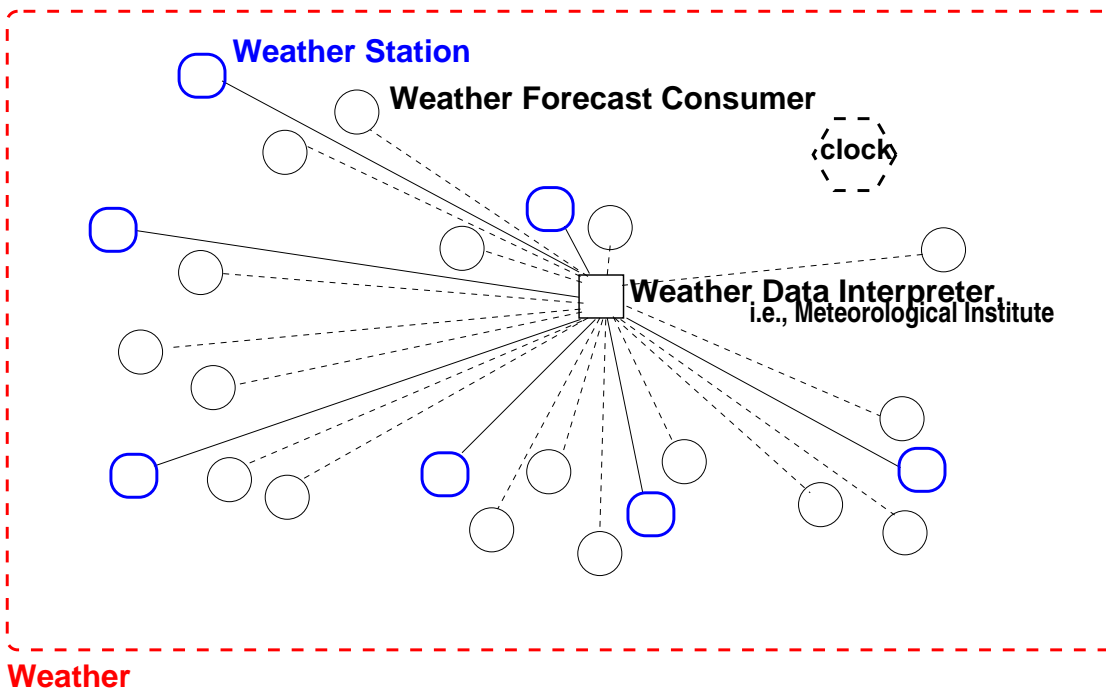 Weather Station
Weather Forecast Consumer
clock
Weather Data Interpreter,
i.e., Meteorological Institute
Weather